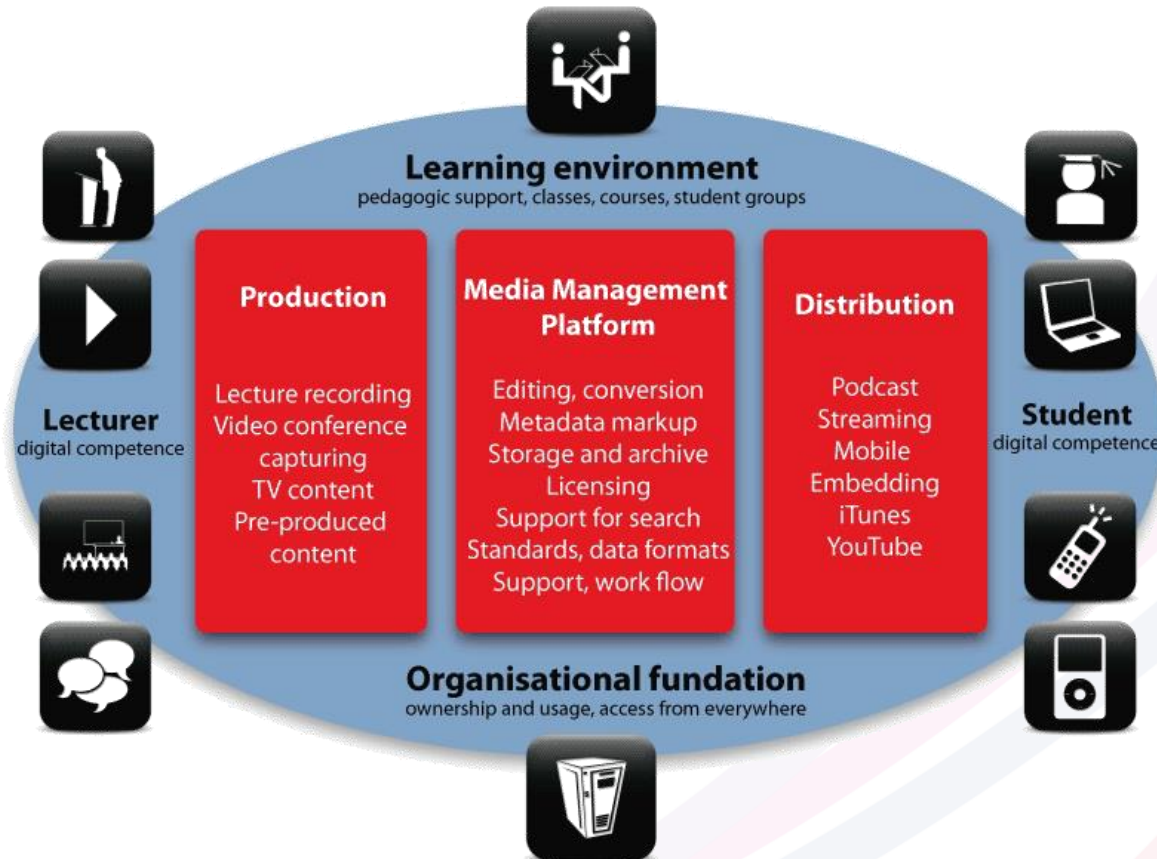 Learning environment
pedagogic support, classes, courses, student groups
Production
Lecture recording
Video conference
capturing
TV content
Pre-produced
content
Media Management
Platform
Editing, conversion
Metadata markup
Storage and archive
Licensing
Support for search
Standards, data formats
Support, work flow
Distribution
Podcast
Streaming
Mobile
Embedding
iTunes
YouTube
Lecturer
digital competence
Student
digital competence
Organisational fundation
ownership and usage, access from everywhere